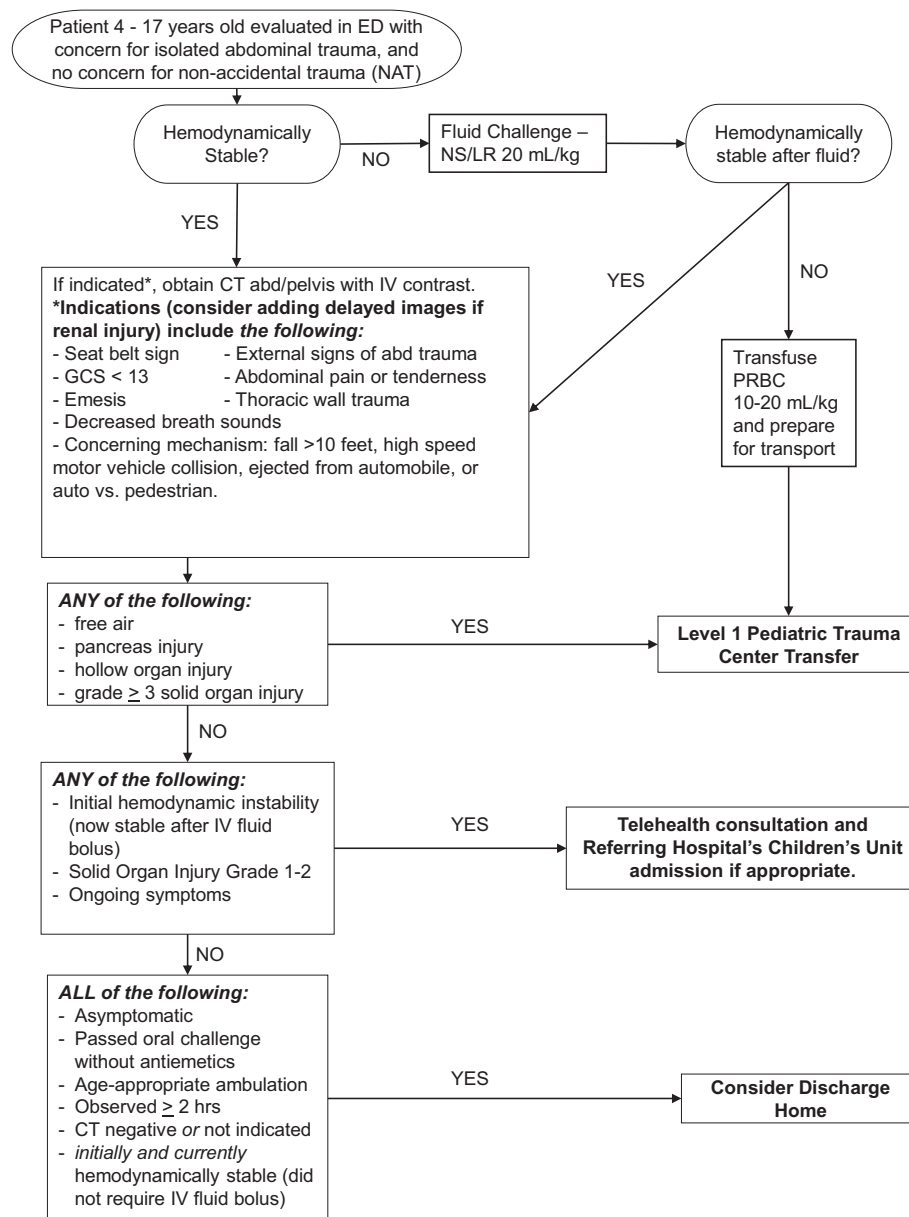 Patient 4 - 17 years old evaluated in ED with
concern for isolated abdominal trauma, and
no concern for non-accidental trauma (NAT)
Hemodynamically
Stable?
NO
Fluid Challenge –
NS/LR 20 mL/kg
Hemodynamically
stable after fluid?
YES
YES
NO
If indicated*, obtain CT abd/pelvis with IV contrast.
*Indications (consider adding delayed images if
renal injury) include the following:
- Seat belt sign - External signs of abd trauma
- GCS < 13 - Abdominal pain or tenderness
- Emesis - Thoracic wall trauma
- Decreased breath sounds
- Concerning mechanism: fall >10 feet, high speed
motor vehicle collision, ejected from automobile, or
auto vs. pedestrian.
Transfuse
PRBC
10-20 mL/kg
and prepare
for transport
ANY of the following:
- free air
- pancreas injury
- hollow organ injury
- grade ≥ 3 solid organ injury
YES
Level 1 Pediatric Trauma
Center Transfer
NO
ANY of the following:
- Initial hemodynamic instability
(now stable after IV fluid
bolus)
- Solid Organ Injury Grade 1-2
- Ongoing symptoms
YES
Telehealth consultation and
Referring Hospital's Children's Unit
admission if appropriate.
NO
ALL of the following:
- Asymptomatic
- Passed oral challenge
without antiemetics
- Age-appropriate ambulation
- Observed ≥ 2 hrs
- CT negative or not indicated
- initially and currently
hemodynamically stable (did
not require IV fluid bolus)
YES
Consider Discharge
Home